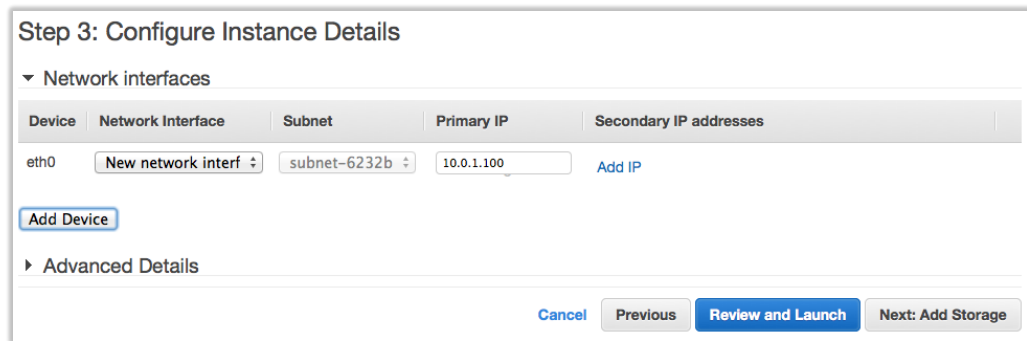 Step 3: Configure Instance Details
Network interfaces
Device Network Interface Subnet Primary IP Secondary IP addresses
eth0 New network interf subnet-6232b 10.0.1.100 Add IP
Add Device
Advanced Details
Cancel Previous Review and Launch Next: Add Storage